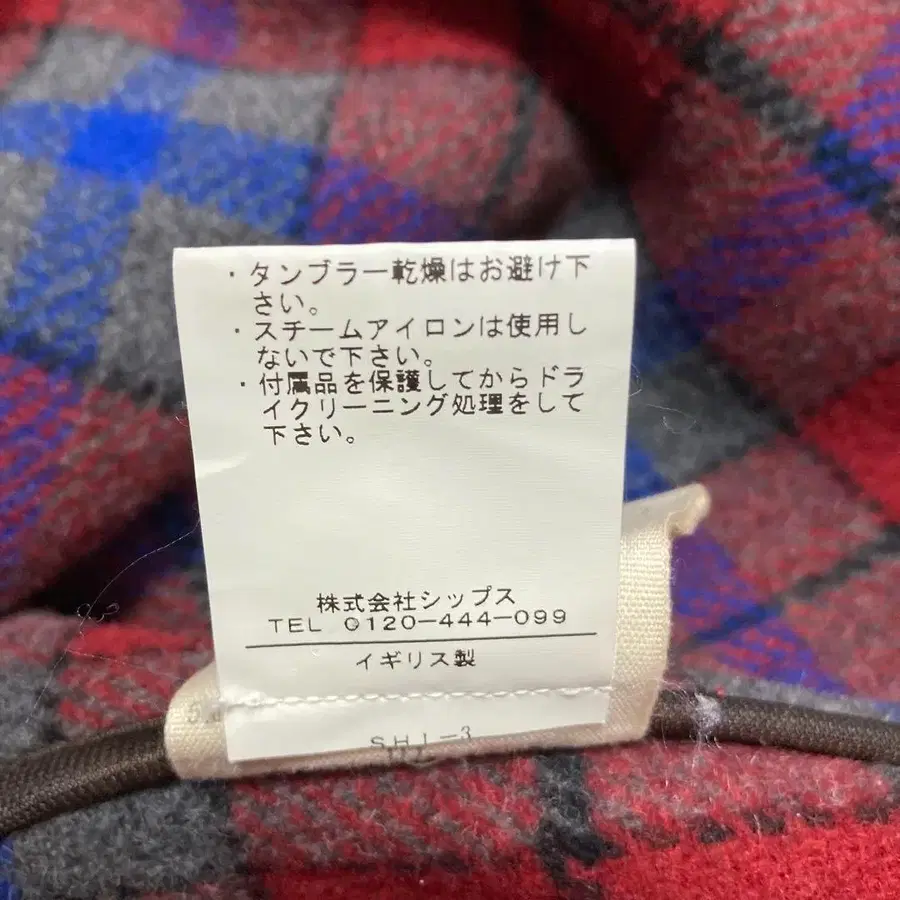 ・タンブラー乾燥はお避け下
さい。
・スチームアイロンは使用し
ないで下さい。
・付属品を保護してからドラ
イクリーニング処理をして
下さい。
株式会社シップス
TEL 0120-444-099
イギリス製